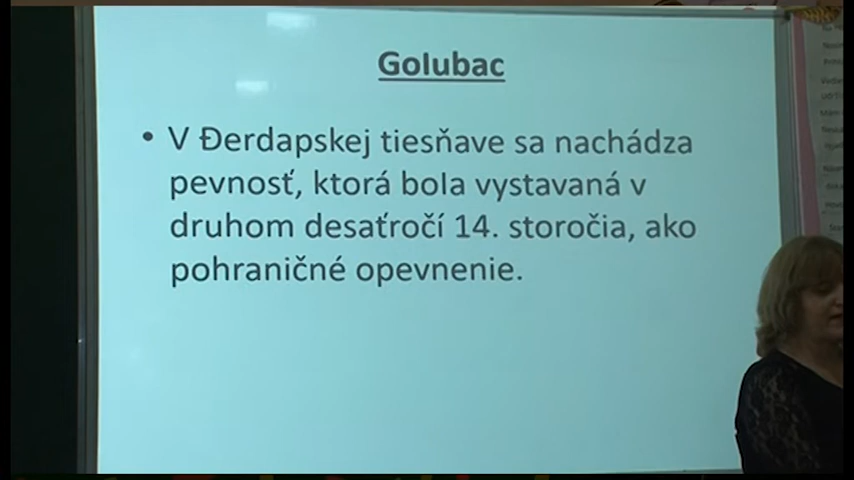 Golubac
• V Đerdapskej tiesňave sa nachádza
pevnosť, ktorá bola vystavaná v
druhom desaťročí 14. storočia, ako
pohraničné opevnenie.